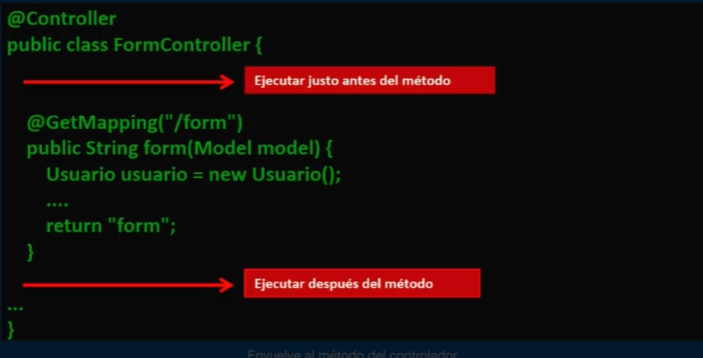 @Controller
public class FormController {
Ejecutar justo antes del método
@GetMapping("/form")
public String form(Model model) {
Usuario usuario = new Usuario();
....
return "form";
}
Ejecutar después del método
...
}
Envuelve al método del controlador